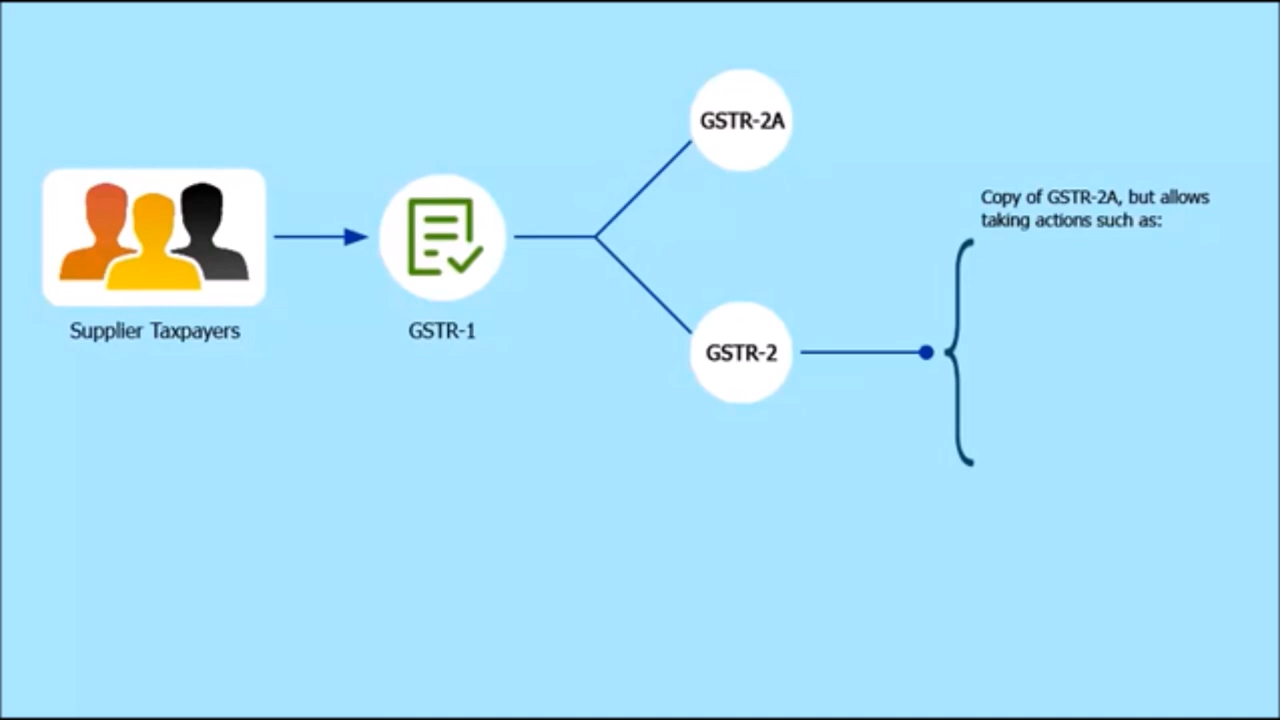 GSTR-2A
Copy of GSTR-2A, but allows
taking actions such as:
Supplier Taxpayers
GSTR-1
GSTR-2